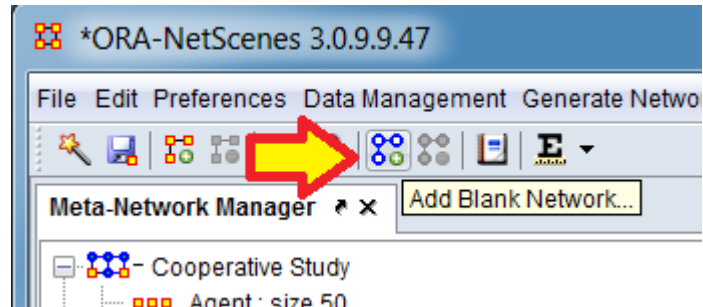 *ORA-NetScenes 3.0.9.9.47
File Edit Preferences Data Management Generate Netwo
E
Meta-Network Manager
Add Blank Network...
Cooperative Study
Agent : size 50